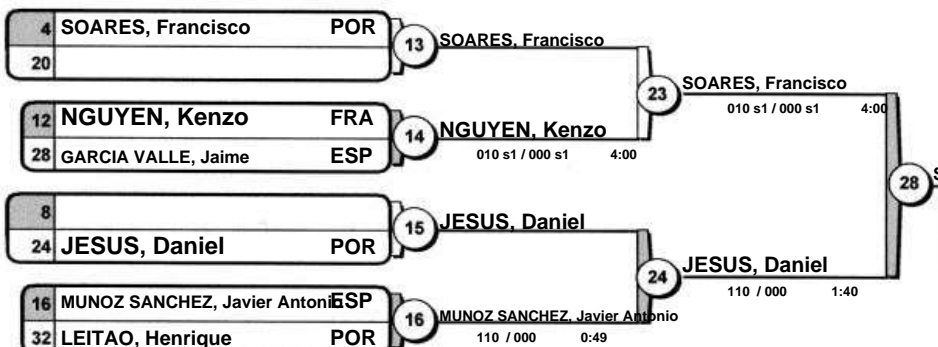 4 SOARES, Francisco POR
20
13 SOARES, Francisco
12 NGUYEN, Kenzo FRA
28 GARCIA VALLE, Jaime ESP
14 NGUYEN, Kenzo
010 s1 / 000 s1 4:00
23 SOARES, Francisco
010 s1 / 000 s1 4:00
8
24 JESUS, Daniel POR
15 JESUS, Daniel
16 MUNOZ SANCHEZ, Javier Antonio ESP
32 LEITAO, Henrique POR
16 MUNOZ SANCHEZ, Javier Antonio
110 / 000 0:49
24 JESUS, Daniel
110 / 000 1:40
28